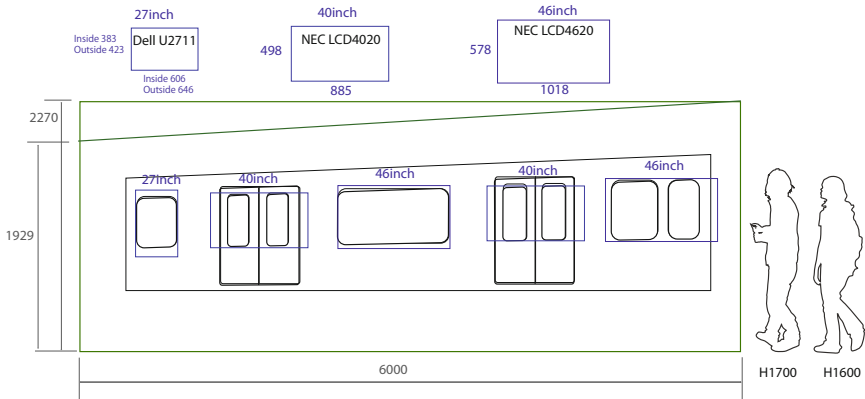 27inch
40inch
46inch
Inside 383
Outside 423
Dell U2711
498
NEC LCD4020
578
NEC LCD4620
Inside 606
Outside 646
885
1018
2270
27inch
40inch
46inch
40inch
46inch
1929
6000
H1700
H1600